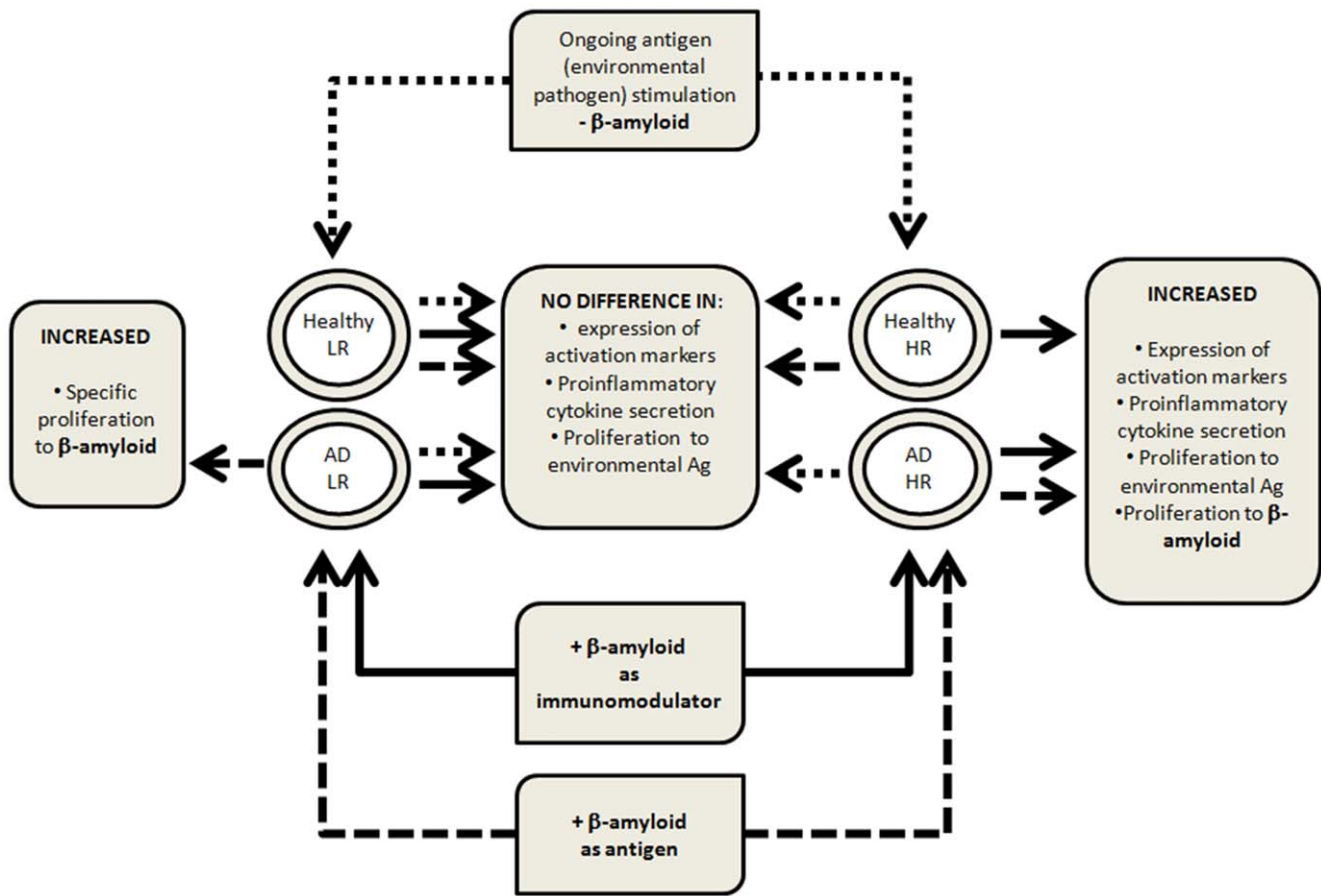 Ongoing antigen
(environmental
pathogen) stimulation
- β-amyloid
INCREASED
• Specific
proliferation
to β-amyloid
Healthy
LR
AD
LR
NO DIFFERENCE IN:
• expression of
activation markers
• Proinflammatory
cytokine secretion
• Proliferation to
environmental Ag
Healthy
HR
AD
HR
INCREASED
• Expression of
activation markers
• Proinflammatory
cytokine secretion
• Proliferation to
environmental Ag
•Proliferation to β-
amyloid
+ β-amyloid
as
immunomodulator
+ β-amyloid
as antigen